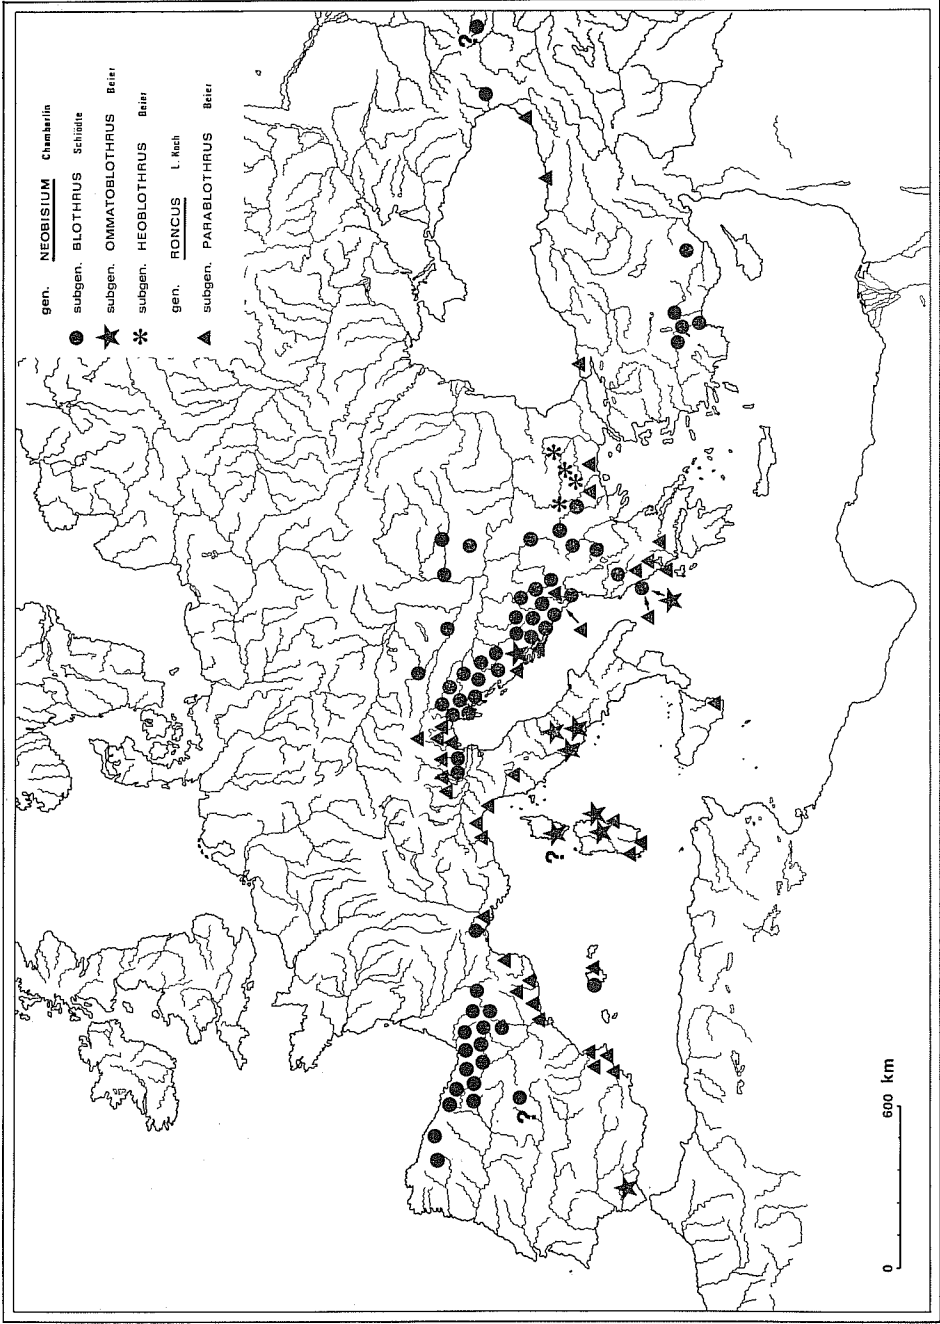 gen. NEOBISIUM Chamberlin
subgen. BLOTHRUS Schiödte
subgen. OMMATOBLOTHRUS Beier
subgen. HEOBLOTHRUS Beier
gen. RONCUS L. Koch
subgen. PARABLOTHRUS Beier
?
?
?
0 600 km